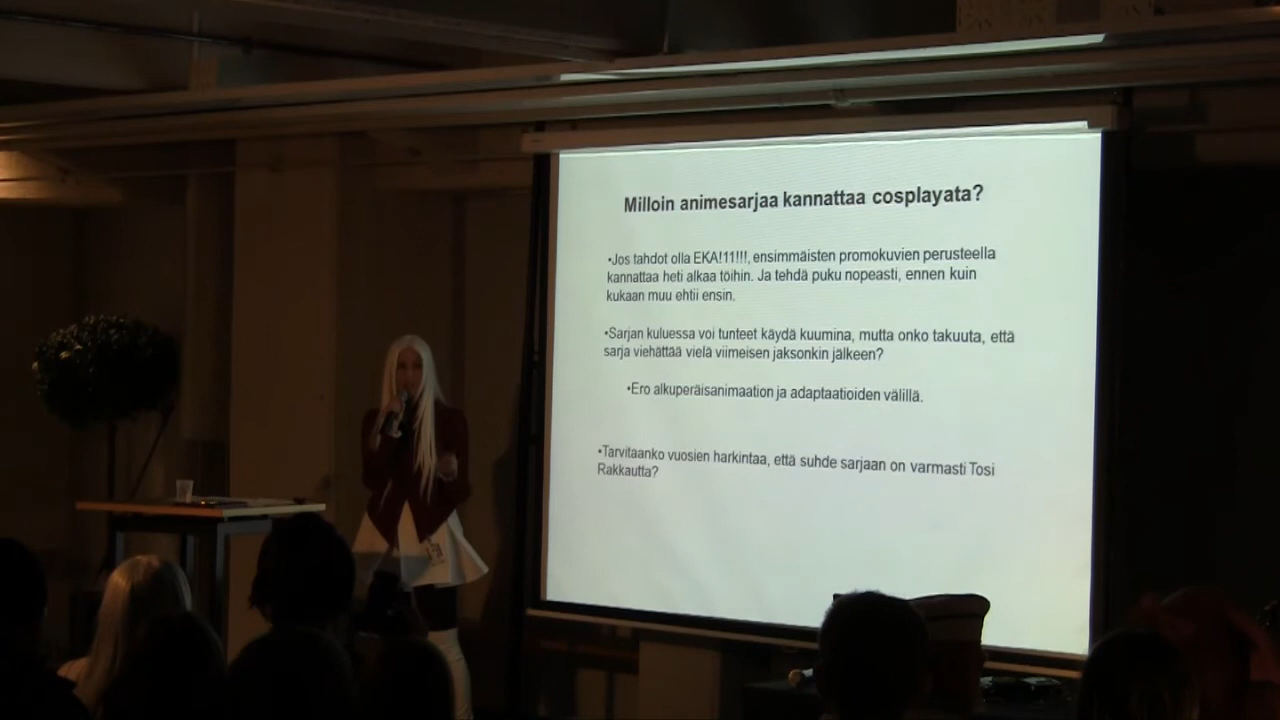 Milloin animesarjaa kannattaa cosplayata?
•Jos tahdot olla EKA!11!!!, ensimmäisten promokuvien perusteella
kannattaa heti alkaa töihin. Ja tehdä puku nopeasti, ennen kuin
kukaan muu ehtii ensin.
•Sarjan kuluessa voi tunteet käydä kuumina, mutta onko takuuta, että
sarja viehättää vielä viimeisen jaksonkin jälkeen?
•Ero alkuperäisanimaation ja adaptaatioiden välillä.
•Tarvitaanko vuosien harkintaa, että suhde sarjaan on varmasti Tosi
Rakkautta?